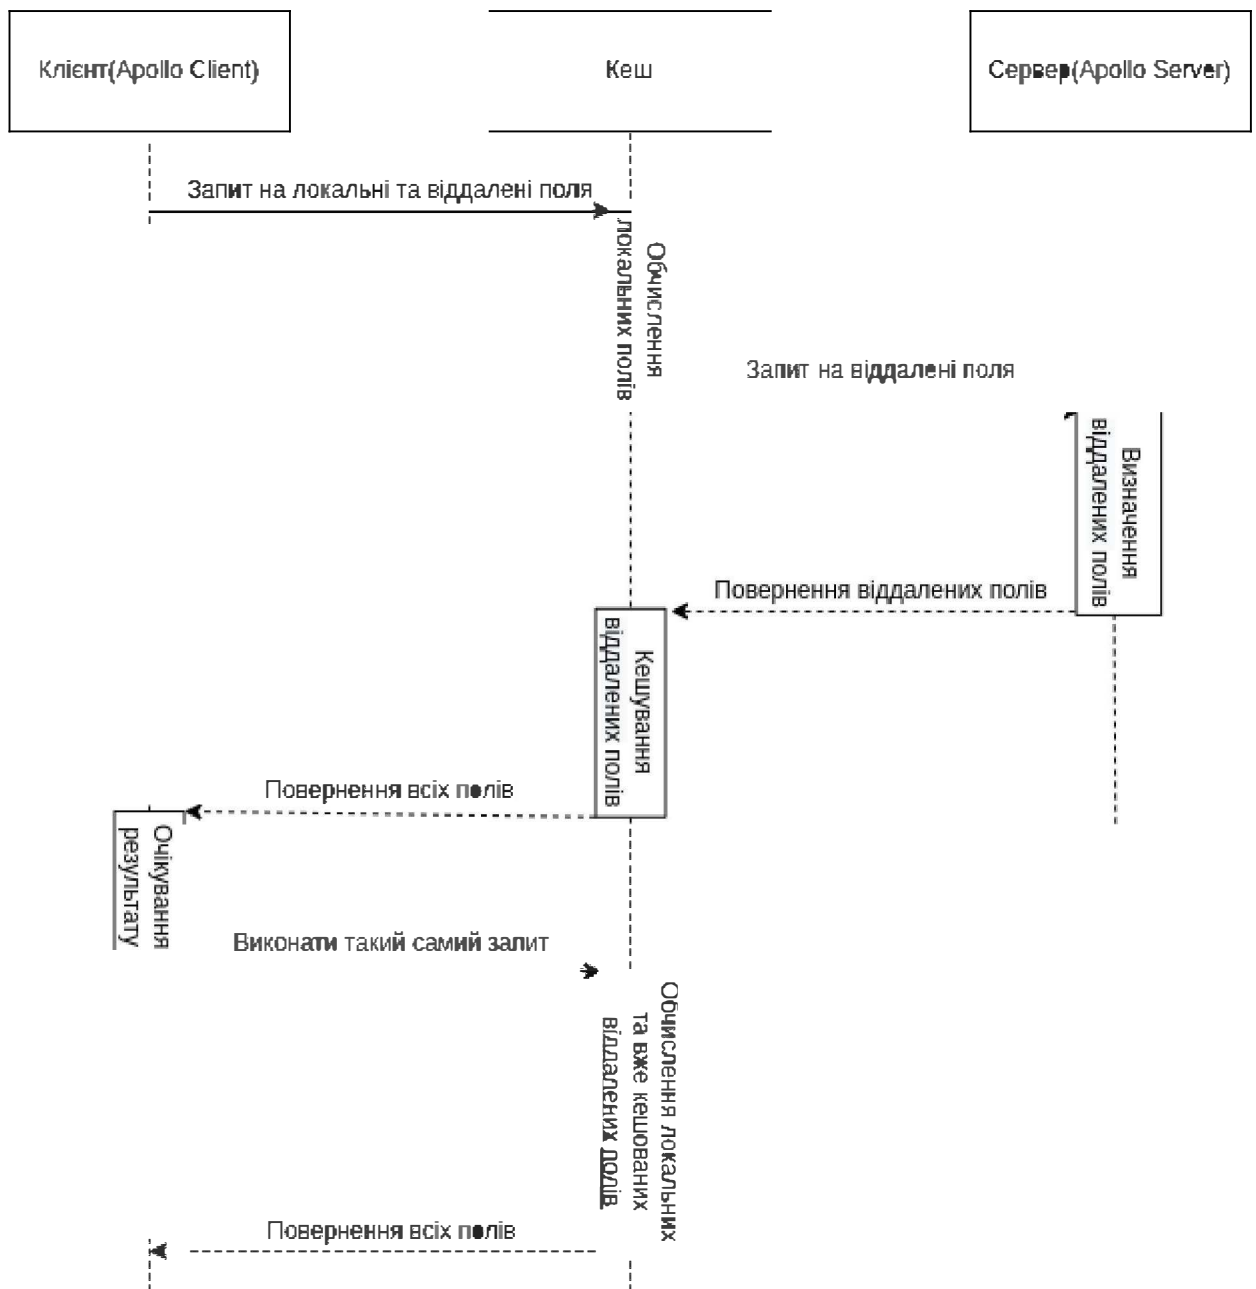 Клієнт(Apollo Client)
Кеш
Сервер(Apollo Server)
Запит на локальні та віддалені поля
Обчислення
локальних полів
Запит на віддалені поля
Визначення
віддалених полів
Повернення віддалених полів
Кешування
віддалених полів
Повернення всіх полів
Очікування
результату
Виконати такий самий запит
Обчислення локальних
та вже кешованих
віддалених полів
Повернення всіх полів